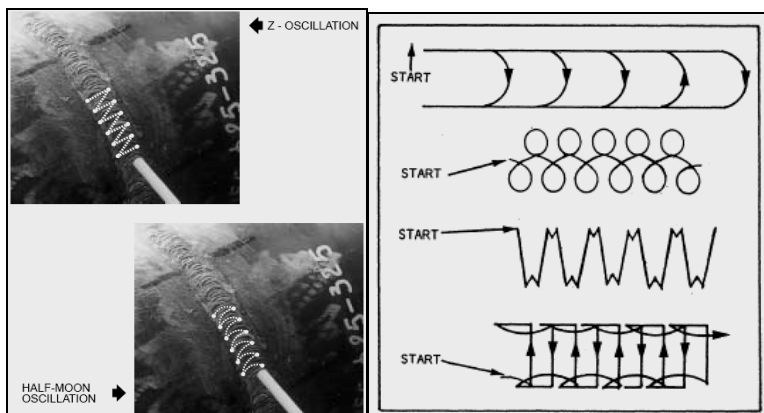 Z - OSCILLATION
HALF-MOON
OSCILLATION
START
START
START
START